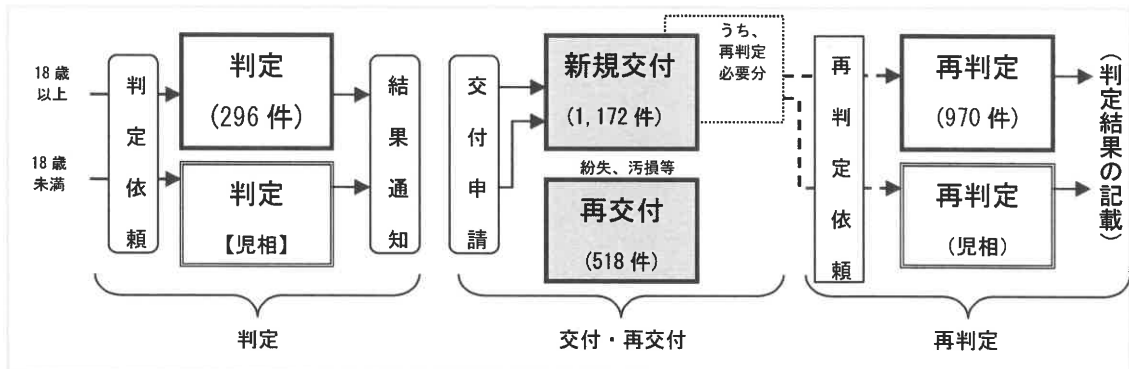 18歳
以上
18歳
未満
判定依頼
判定
(296件)
判定
【児相】
結果通知
判定
交付申請
新規交付
(1,172件)
うち、
再判定
必要分
紛失、汚損等
再交付
(518件)
交付・再交付
再判定依頼
再判定
(970件)
再判定
(児相)
(判定結果の記載)
再判定